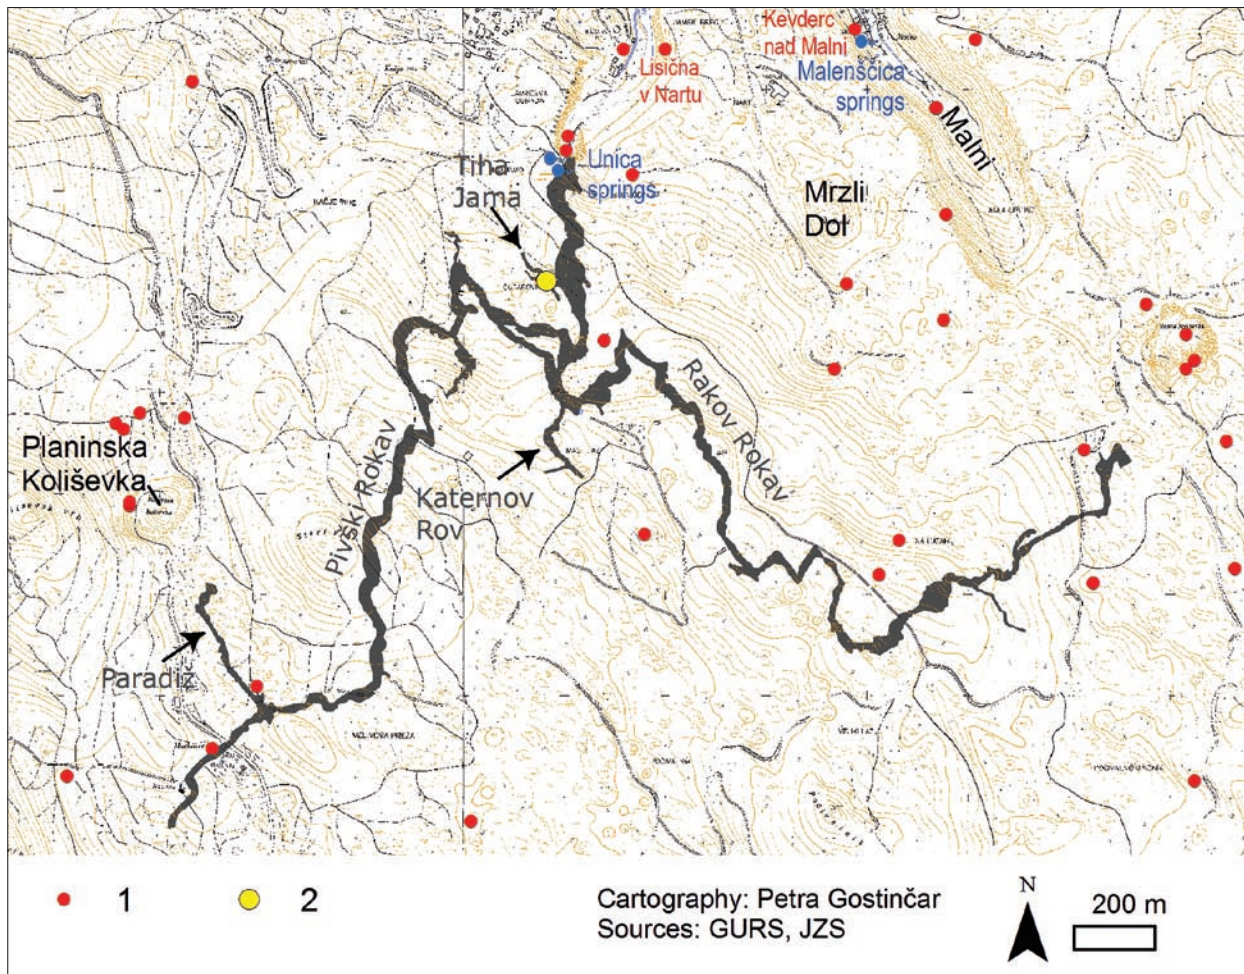 Kevderc
nad Malni
Lisična
v Nartu
Malenščica
springs
Malni
Tiha
Jama
Unica
springs
Mrzli
Dol
Planinska
Koliševka
Pivški Rokav
Rakov Rokav
Katernov
Rov
Paradiž
1
2
Cartography: Petra Gostinčar
Sources: GURS, JZS
N
200 m